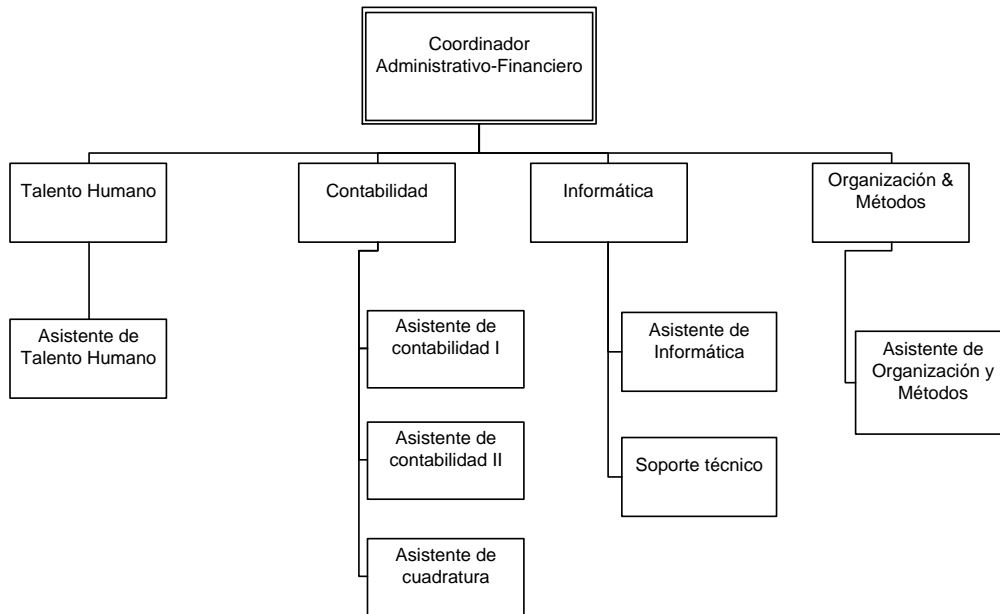 Coordinador
Administrativo-Financiero
Talento Humano
Contabilidad
Informática
Organización &
Métodos
Asistente de
Talento Humano
Asistente de
contabilidad I
Asistente de
Informática
Asistente de
Organización y
Métodos
Asistente de
contabilidad II
Soporte técnico
Asistente de
cuadratura